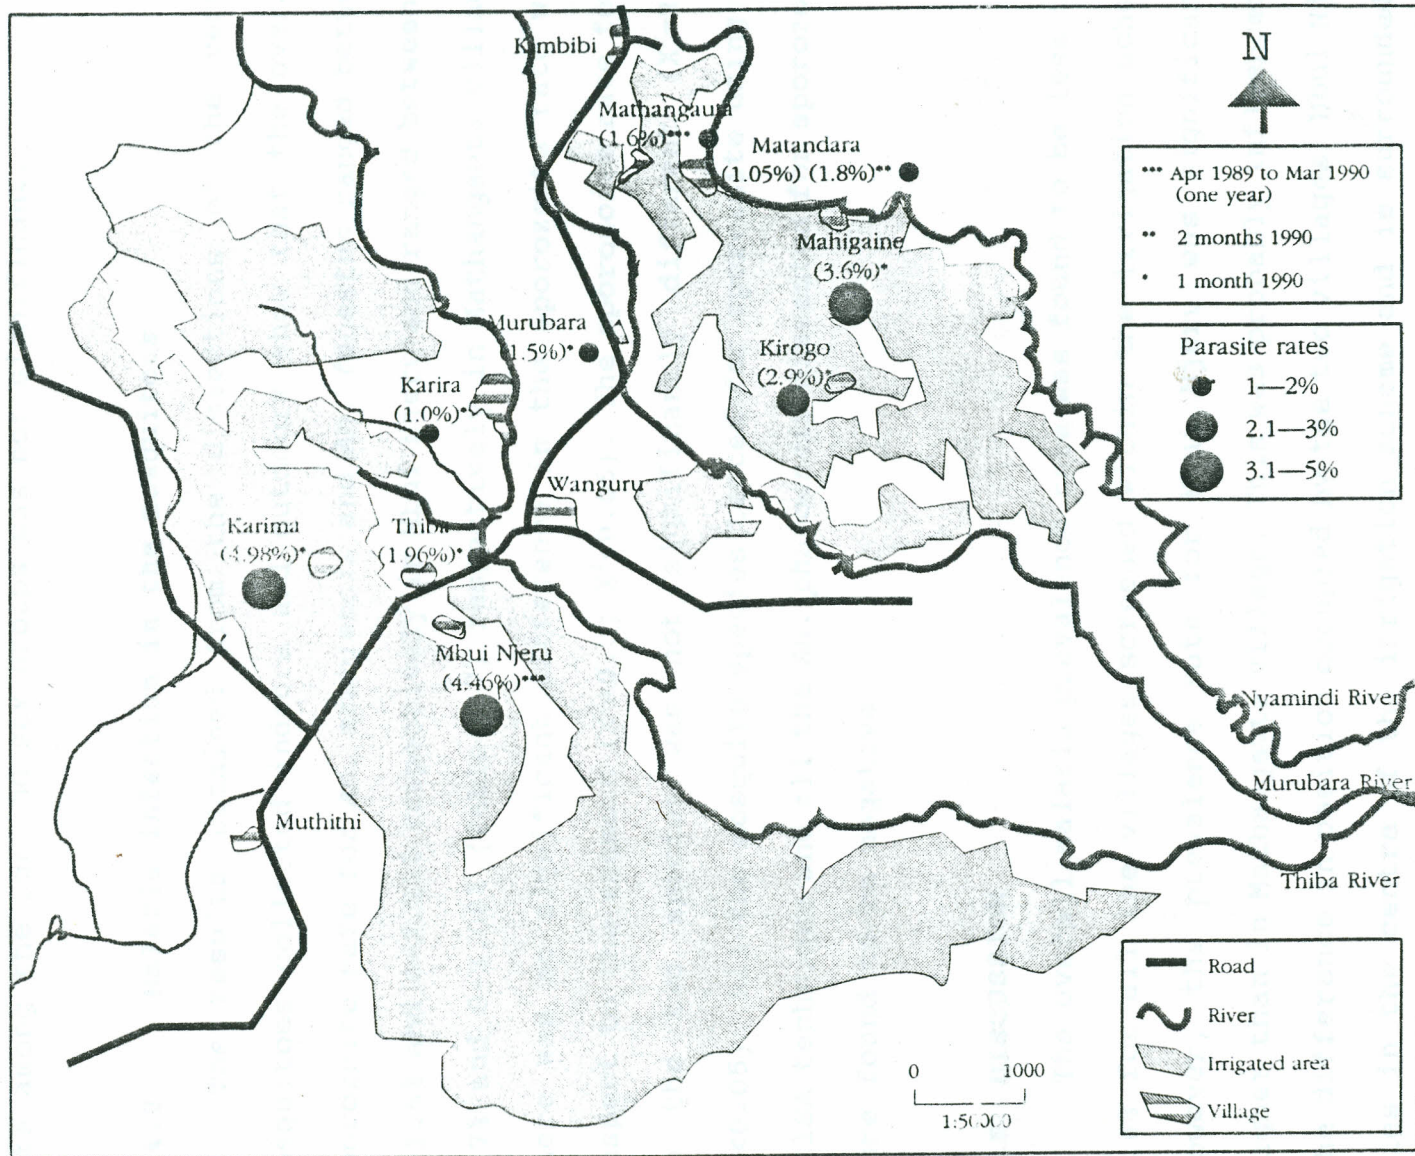 Kimbibi
N
Mathangauta
(1.6%)***
Matandara
(1.05%) (1.8%)**
*** Apr 1989 to Mar 1990
(one year)
** 2 months 1990
* 1 month 1990
Mahigaine
(3.6%)*
Murubara
(1.5%)*
Kirogo
(2.9%)*
Parasite rates
1—2%
2.1—3%
3.1—5%
Karira
(1.0%)*
Wanguru
Karima
(4.98%)*
Thiba
(1.96%)*
Mbui Njeru
(4.46%)***
Nyamindi River
Murubara River
Muthithi
Thiba River
Road
River
Irrigated area
Village
0 1000
1:50000